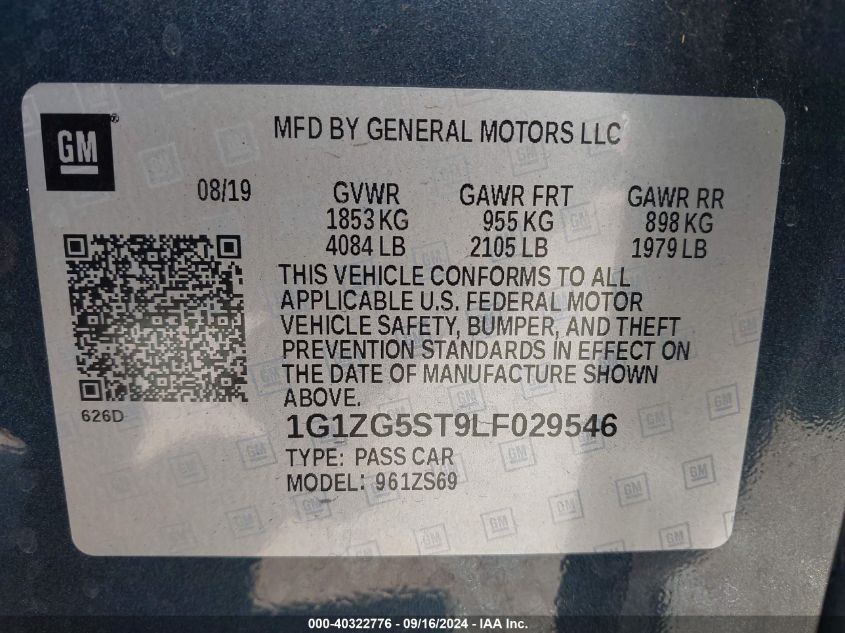 GM
MFD BY GENERAL MOTORS LLC
08/19
GVWR GAWR FRT GAWR RR
1853 KG 955 KG 898 KG
4084 LB 2105 LB 1979 LB
THIS VEHICLE CONFORMS TO ALL
APPLICABLE U.S. FEDERAL MOTOR
VEHICLE SAFETY, BUMPER, AND THEFT
PREVENTION STANDARDS IN EFFECT ON
THE DATE OF MANUFACTURE SHOWN
ABOVE.
626D
1G1ZG5ST9LF029546
TYPE: PASS CAR
MODEL: 961ZS69
000-40322776 - 09/16/2024 - IAA, Inc.